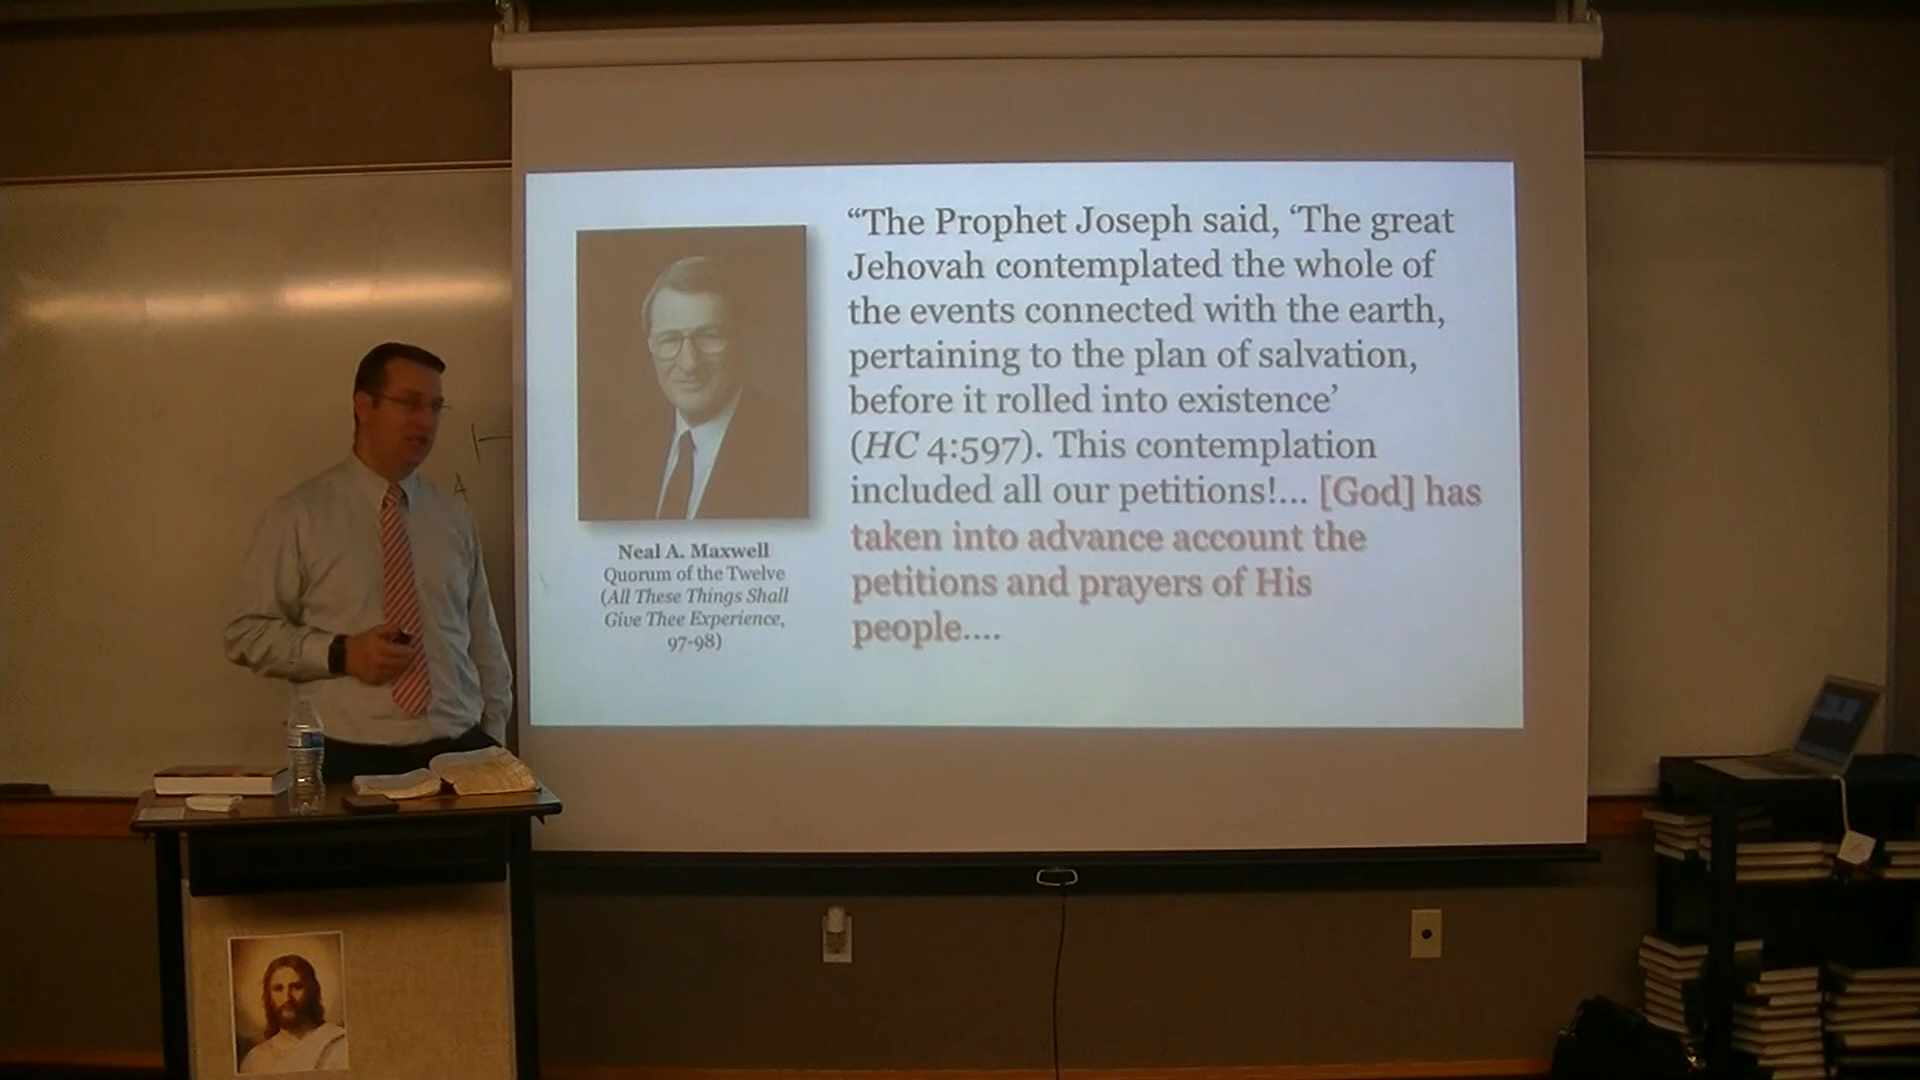 “The Prophet Joseph said, ‘The great
Jehovah contemplated the whole of
the events connected with the earth,
pertaining to the plan of salvation,
before it rolled into existence’
(HC 4:597). This contemplation
included all our petitions!... [God] has
taken into advance account the
petitions and prayers of His
people....
Neal A. Maxwell
Quorum of the Twelve
(All These Things Shall
Give Thee Experience,
97-98)